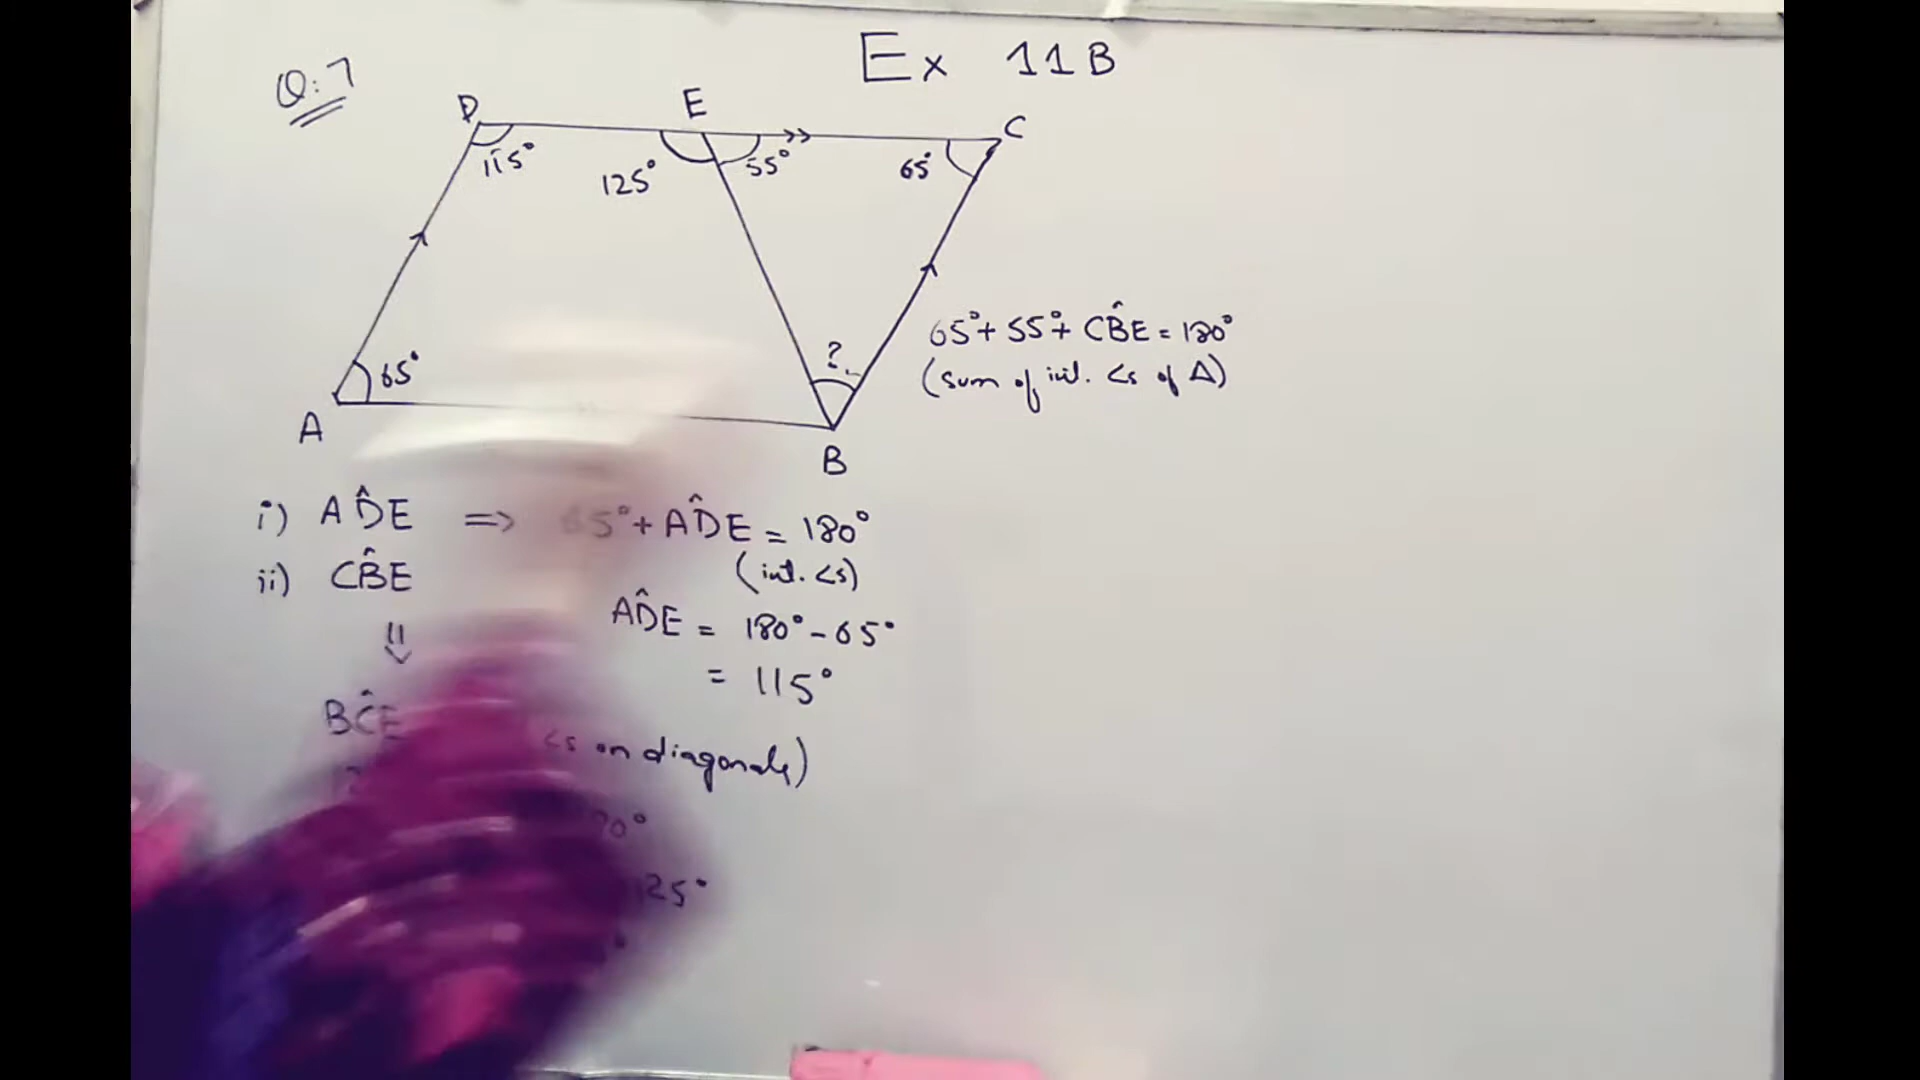 Ex 11B
Q:7
D E C
115° 125° 55° 65°
65° ?
A B
65° + 55° + CB̂E = 180°
(sum of int. <s of Δ)
i) AD̂E => 65° + AD̂E = 180°
(int. <s)
ii) CB̂E
⇓
AD̂E = 180° - 65°
= 115°
BĈE
<s on diagonals)
125°